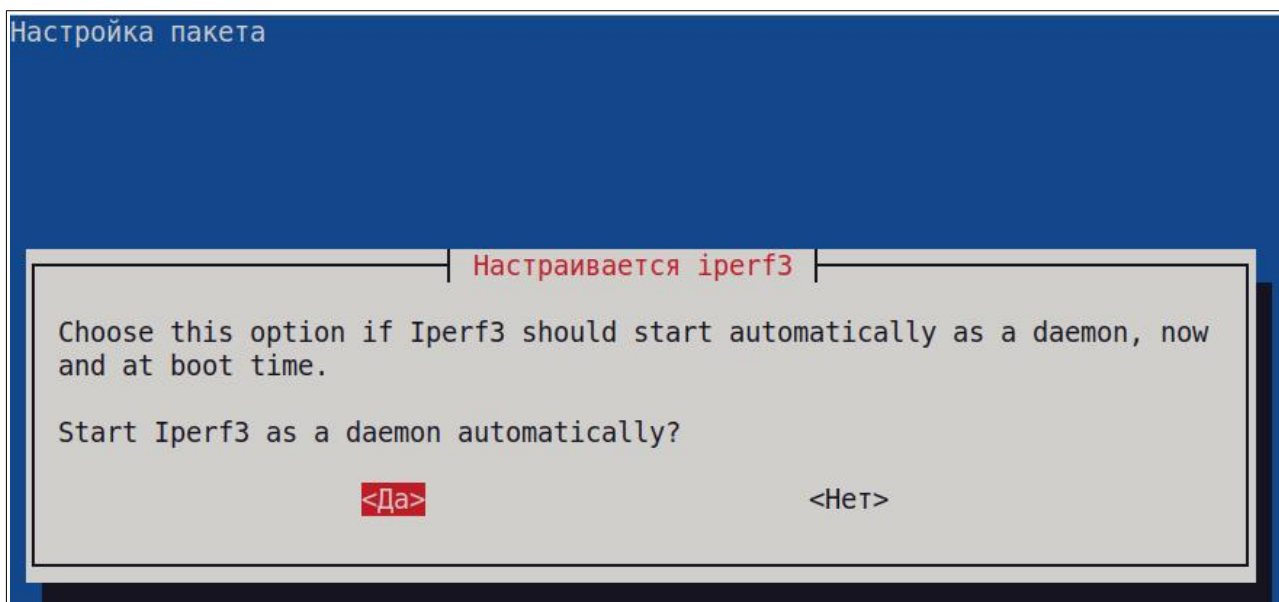 Настройка пакета
Настраивается iperf3
Choose this option if Iperf3 should start automatically as a daemon, now
and at boot time.
Start Iperf3 as a daemon automatically?
<Да> <Нет>